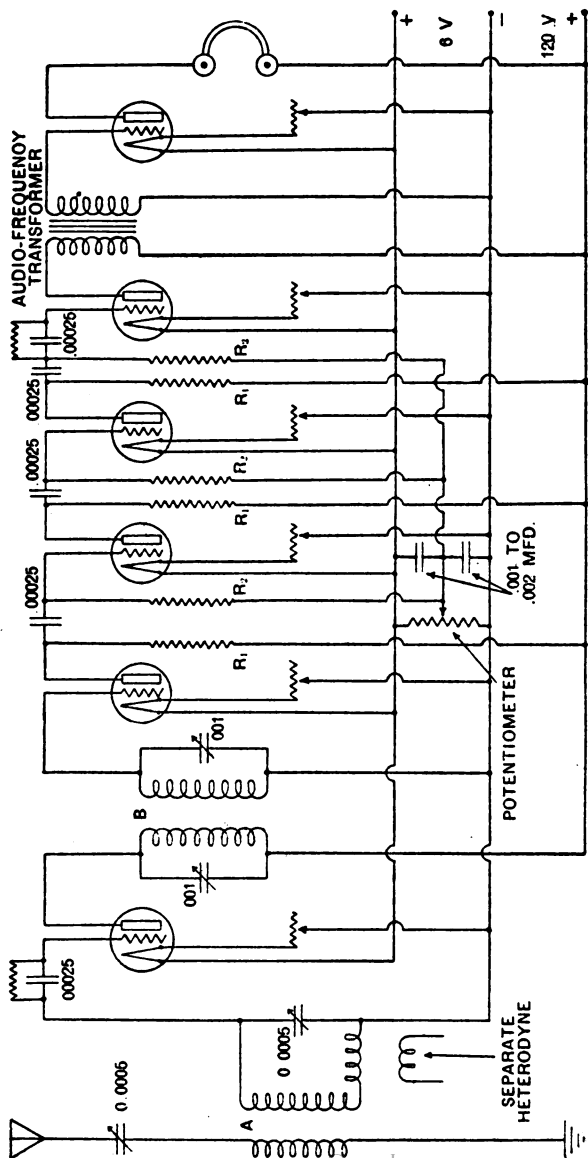 0.0005
A
0 0005
SEPARATE
HETERODYNE
00025
001
B
001
POTENTIOMETER
.00025
R₁
R₂
.001 TO
.002 MFD.
.00025
R₁
R₂
.00025
R₁
R₂
.00025
AUDIO-FREQUENCY
TRANSFORMER
+
6 V
−
120 V
+